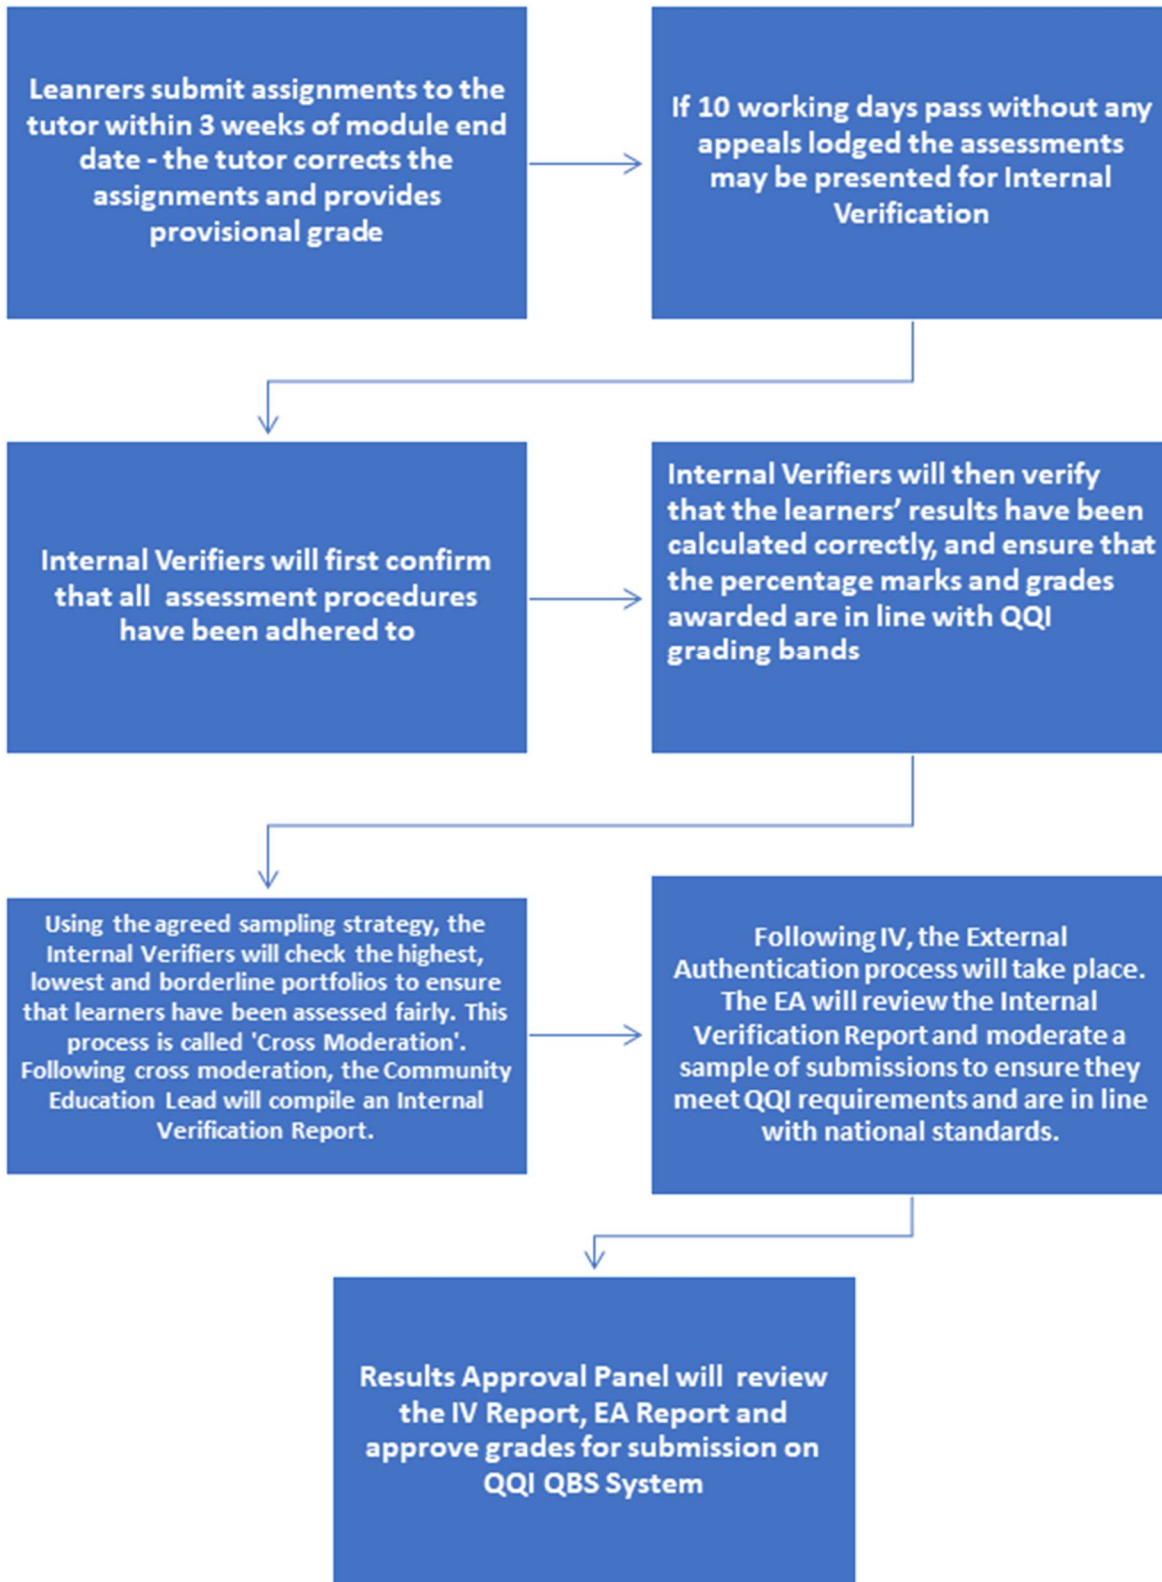 Leanrers submit assignments to the
tutor within 3 weeks of module end
date - the tutor corrects the
assignments and provides
provisional grade
If 10 working days pass without any
appeals lodged the assessments
may be presented for Internal
Verification
Internal Verifiers will first confirm
that all assessment procedures
have been adhered to
Internal Verifiers will then verify
that the learners’ results have been
calculated correctly, and ensure that
the percentage marks and grades
awarded are in line with QQI
grading bands
Using the agreed sampling strategy, the
Internal Verifiers will check the highest,
lowest and borderline portfolios to ensure
that learners have been assessed fairly. This
process is called 'Cross Moderation'.
Following cross moderation, the Community
Education Lead will compile an Internal
Verification Report.
Following IV, the External
Authentication process will take place.
The EA will review the Internal
Verification Report and moderate a
sample of submissions to ensure they
meet QQI requirements and are in line
with national standards.
Results Approval Panel will review
the IV Report, EA Report and
approve grades for submission on
QQI QBS System